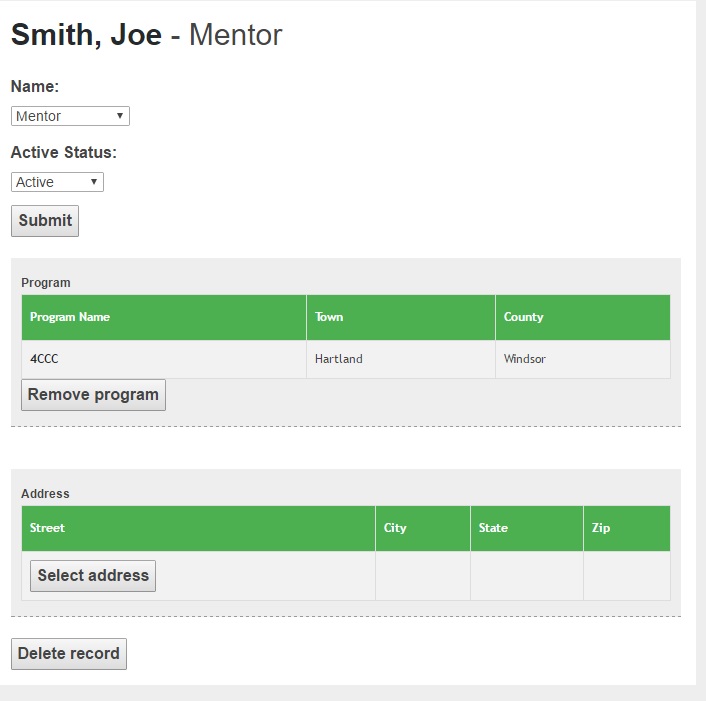 Smith, Joe - Mentor
Name:
Mentor
Active Status:
Active
Submit
Program
Program Name Town County
4CCC Hartland Windsor
Remove program
Address
Street City State Zip
Select address
Delete record